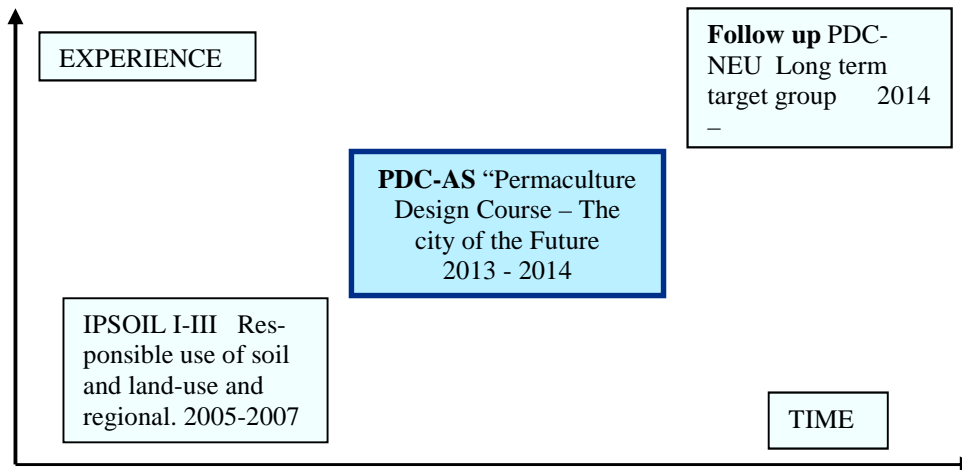 EXPERIENCE
Follow up PDC-
NEU Long term
target group 2014
–
PDC-AS “Permaculture
Design Course – The
city of the Future
2013 - 2014
IPSOIL I-III Res-
ponsible use of soil
and land-use and
regional. 2005-2007
TIME